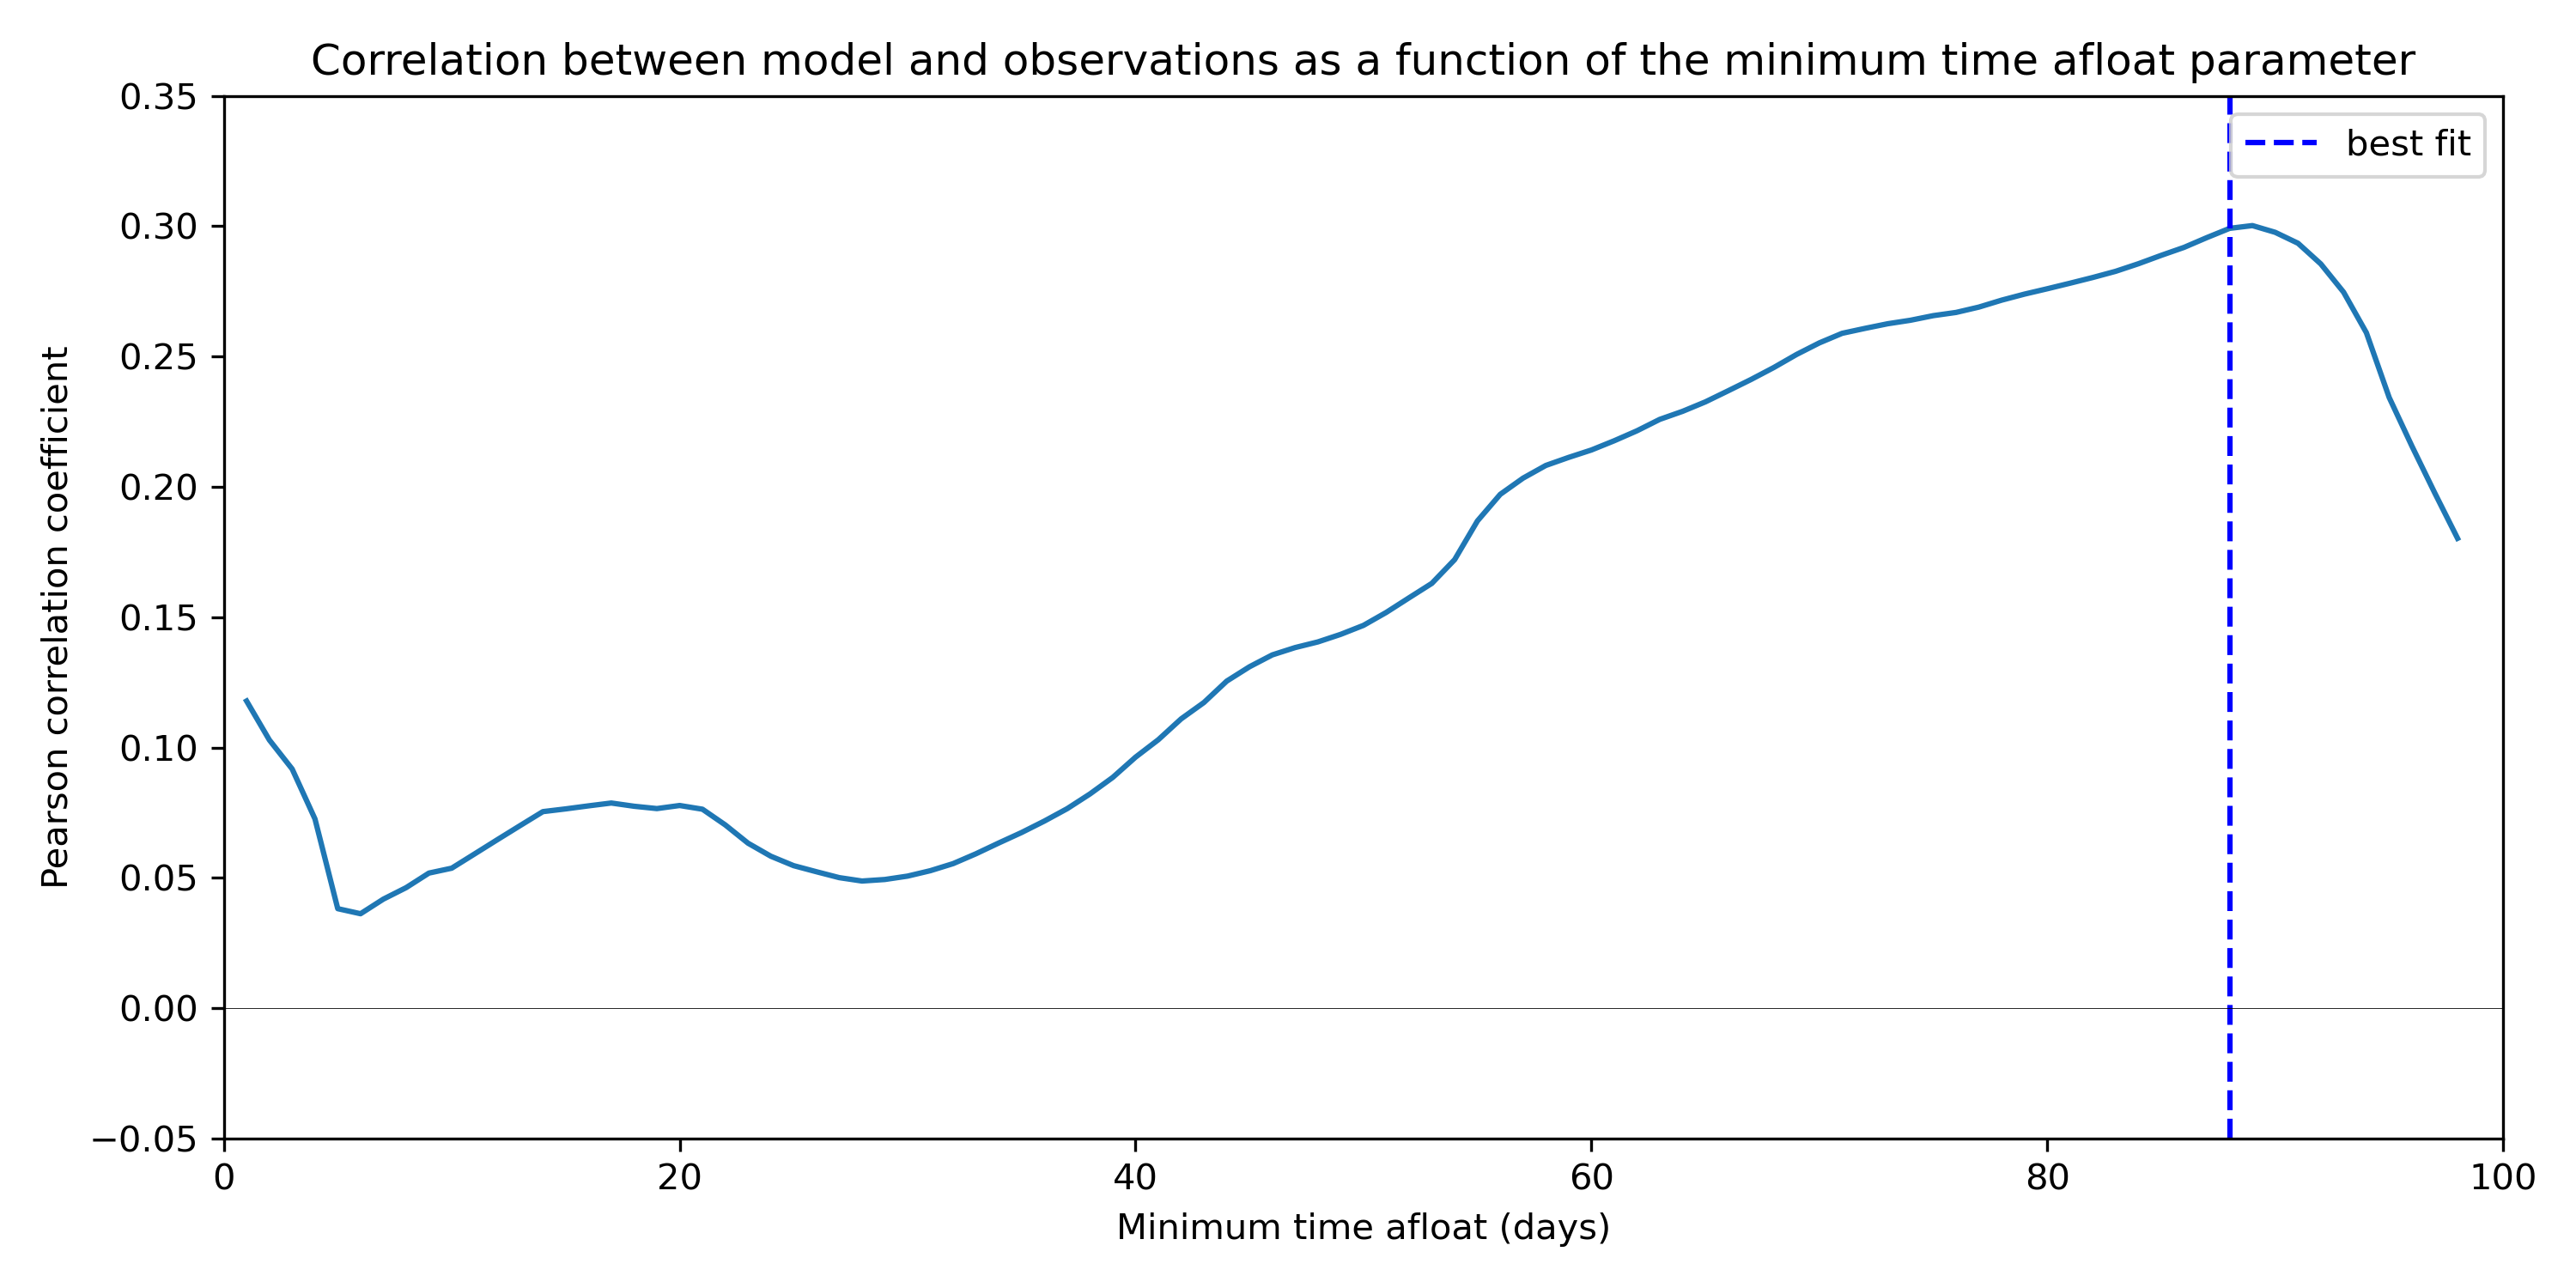 Correlation between model and observations as a function of the minimum time afloat parameter
0.35
0.30
0.25
0.20
0.15
0.10
0.05
0.00
−0.05
Pearson correlation coefficient
best fit
0 20 40 60 80 100
Minimum time afloat (days)